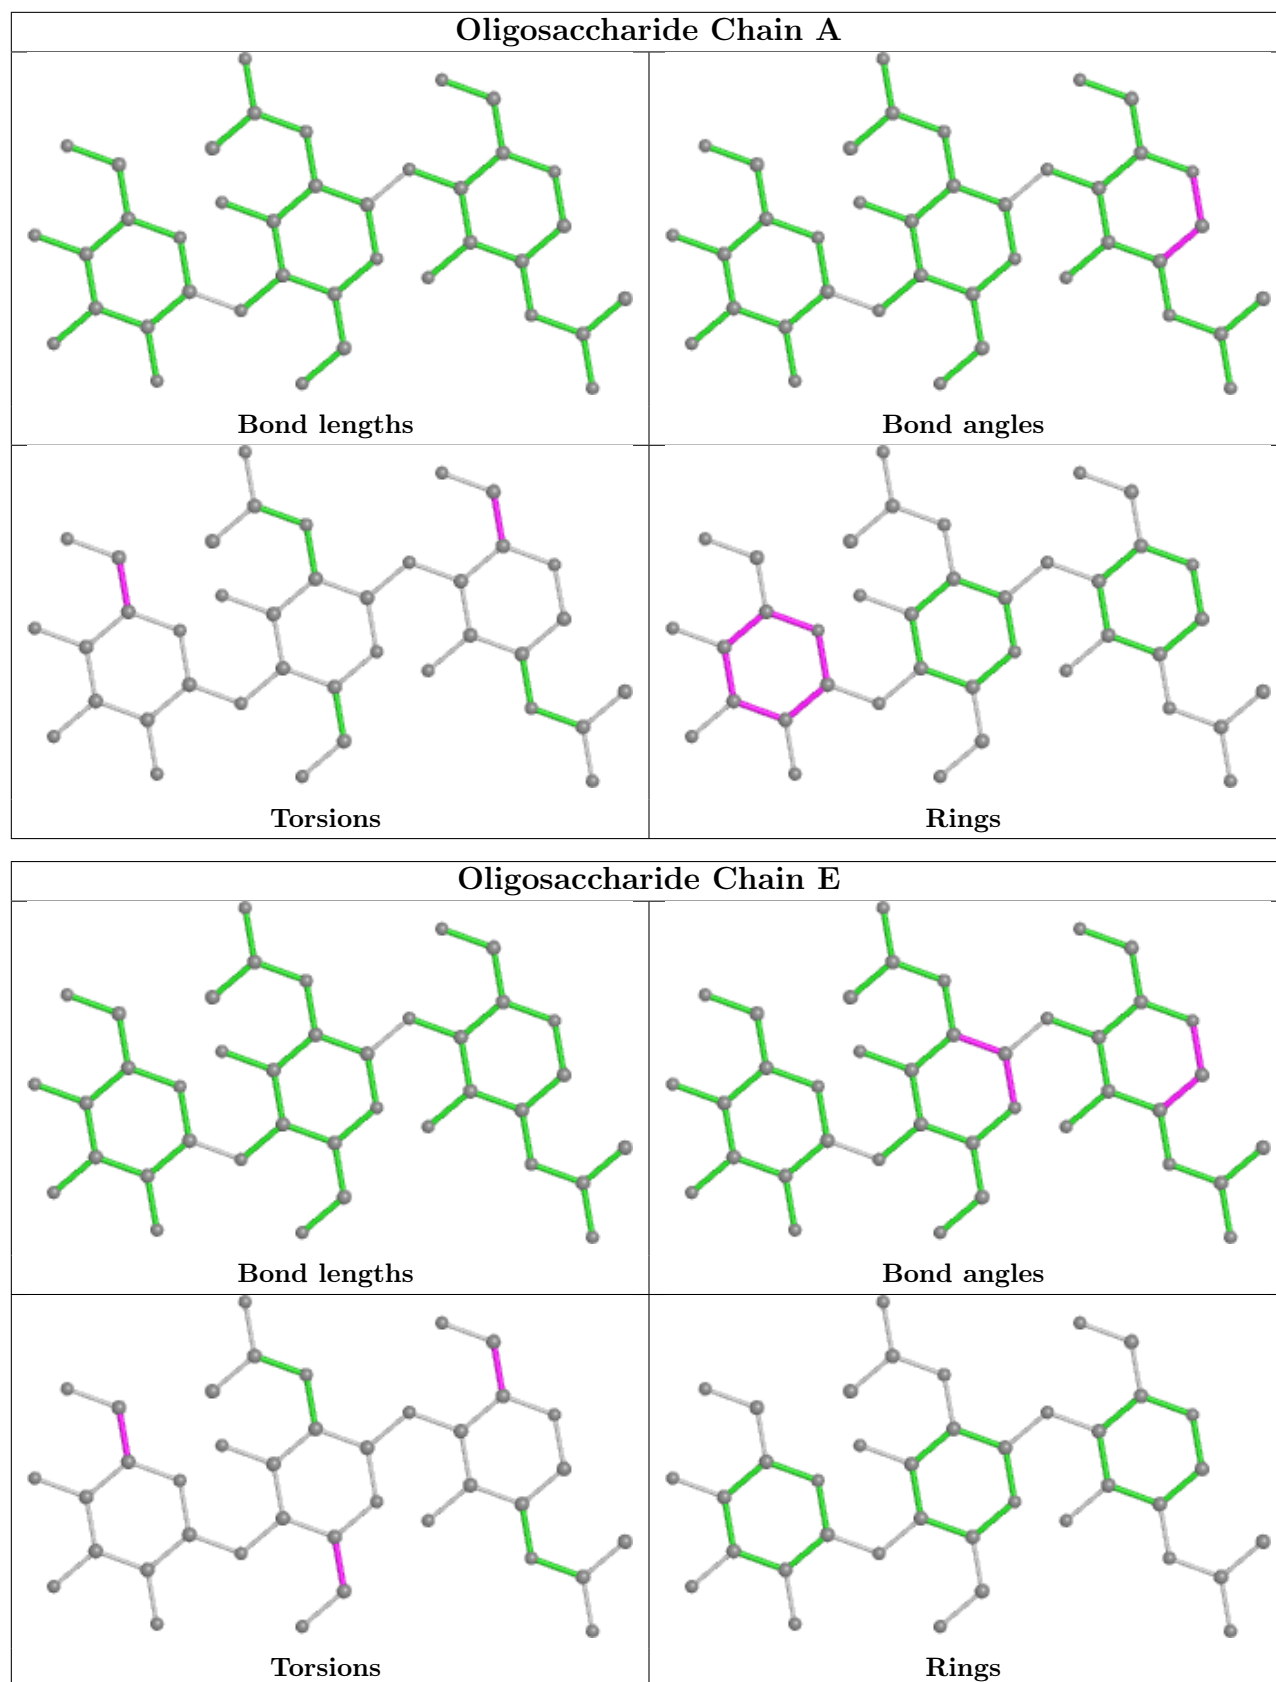 Oligosaccharide Chain A
Bond lengths
Bond angles
Torsions
Rings
Oligosaccharide Chain E
Bond lengths
Bond angles
Torsions
Rings